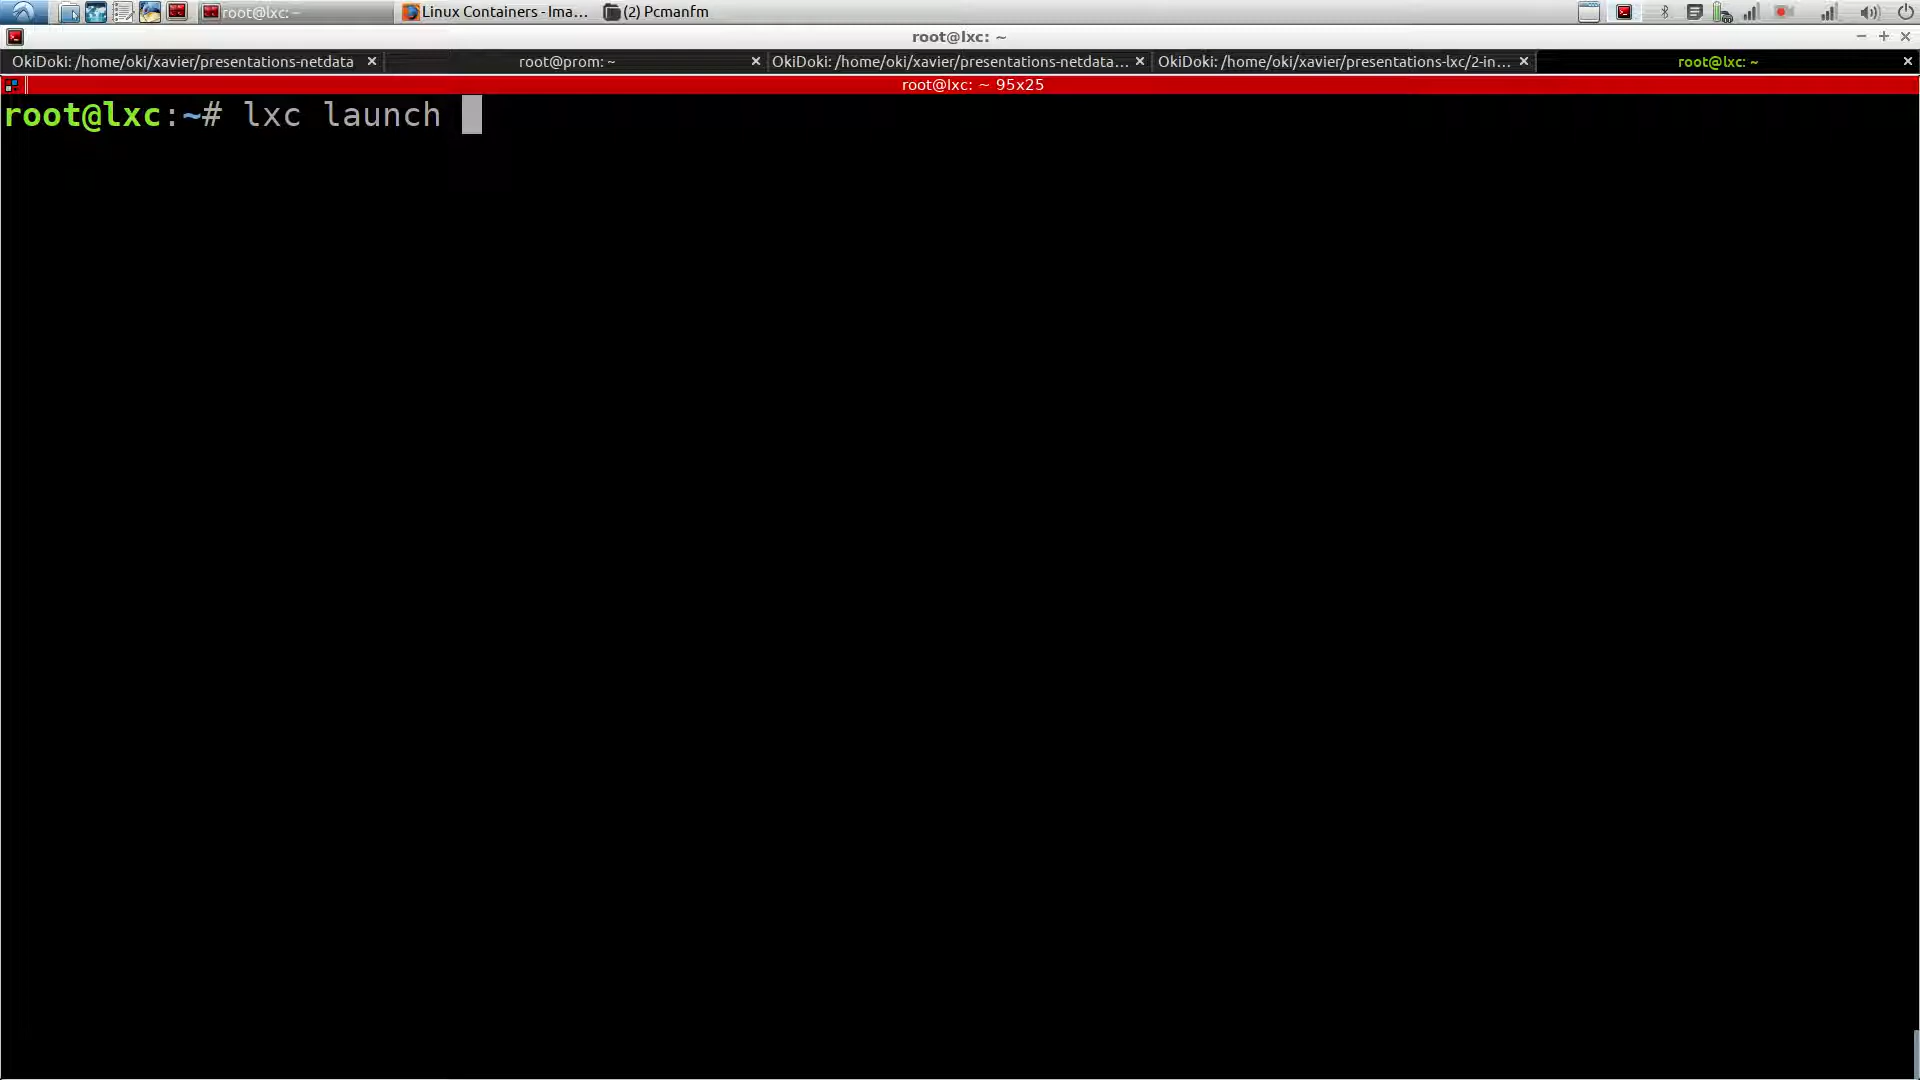 root@lxc: ~
Linux Containers - Ima...
(2) Pcmanfm
root@lxc: ~
OkiDoki: /home/oki/xavier/presentations-netdata
root@prom: ~
OkiDoki: /home/oki/xavier/presentations-netdata...
OkiDoki: /home/oki/xavier/presentations-lxc/2-in...
root@lxc: ~
root@lxc: ~ 95x25
root@lxc:~# lxc launch